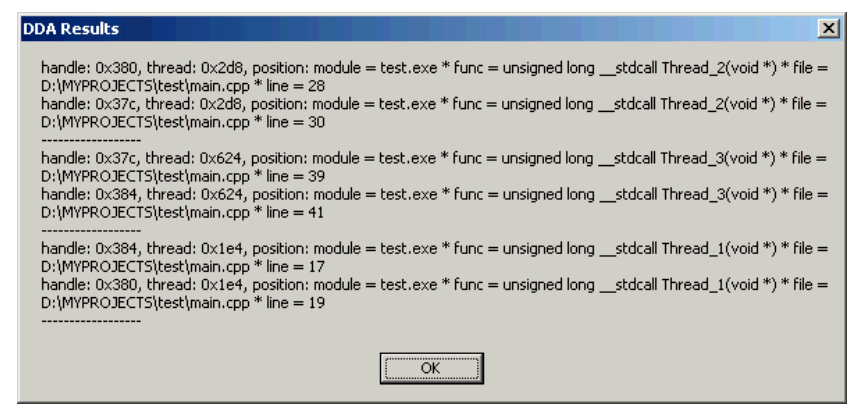 DDA Results
handle: 0x380, thread: 0x2d8, position: module = test.exe * func = unsigned long __stdcall Thread_2(void *) * file =
D:\MYPROJECTS\test\main.cpp * line = 28
handle: 0x37c, thread: 0x2d8, position: module = test.exe * func = unsigned long __stdcall Thread_2(void *) * file =
D:\MYPROJECTS\test\main.cpp * line = 30
------------------
handle: 0x37c, thread: 0x624, position: module = test.exe * func = unsigned long __stdcall Thread_3(void *) * file =
D:\MYPROJECTS\test\main.cpp * line = 39
handle: 0x384, thread: 0x624, position: module = test.exe * func = unsigned long __stdcall Thread_3(void *) * file =
D:\MYPROJECTS\test\main.cpp * line = 41
------------------
handle: 0x384, thread: 0x1e4, position: module = test.exe * func = unsigned long __stdcall Thread_1(void *) * file =
D:\MYPROJECTS\test\main.cpp * line = 17
handle: 0x380, thread: 0x1e4, position: module = test.exe * func = unsigned long __stdcall Thread_1(void *) * file =
D:\MYPROJECTS\test\main.cpp * line = 19
------------------
OK